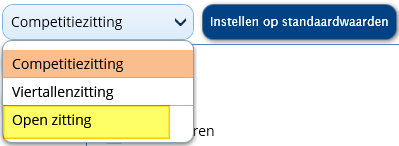 Competitiezitting
Instellen op standaardwaarden
Competitiezitting
Viertallenzitting
Open zitting
ren